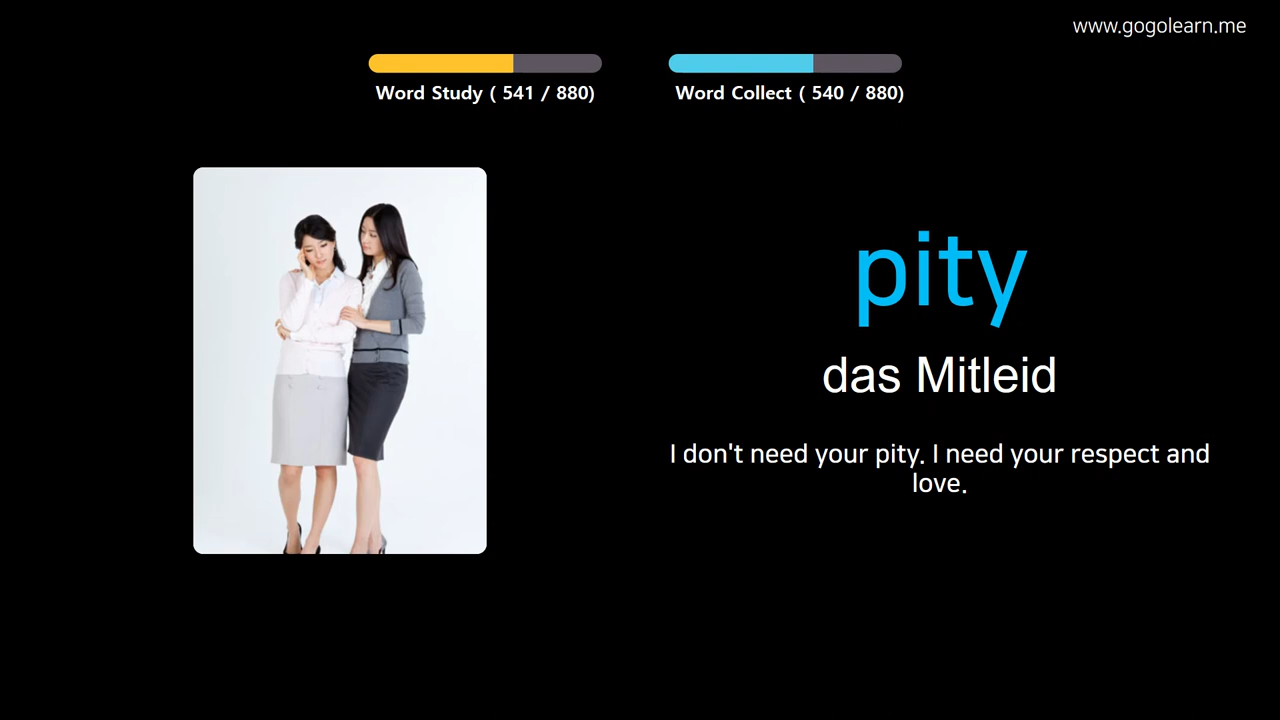 www.gogolearn.me
Word Study ( 541 / 880)
Word Collect ( 540 / 880)
pity
das Mitleid
I don't need your pity. I need your respect and
love.